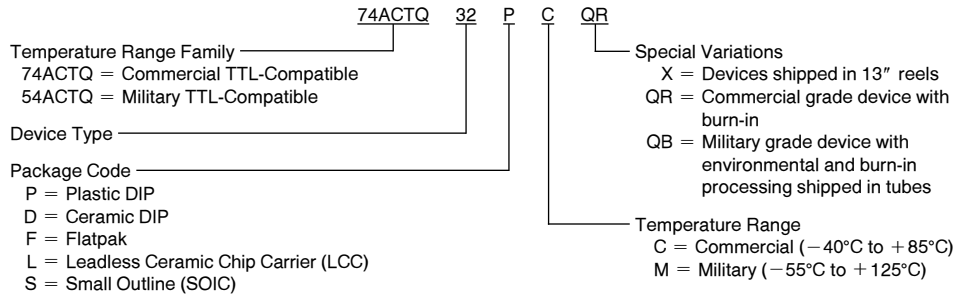 74ACTQ 32 P C QR
Temperature Range Family
74ACTQ = Commercial TTL-Compatible
54ACTQ = Military TTL-Compatible
Device Type
Package Code
P = Plastic DIP
D = Ceramic DIP
F = Flatpak
L = Leadless Ceramic Chip Carrier (LCC)
S = Small Outline (SOIC)
Special Variations
X = Devices shipped in 13″ reels
QR = Commercial grade device with
burn-in
QB = Military grade device with
environmental and burn-in
processing shipped in tubes
Temperature Range
C = Commercial (−40°C to +85°C)
M = Military (−55°C to +125°C)